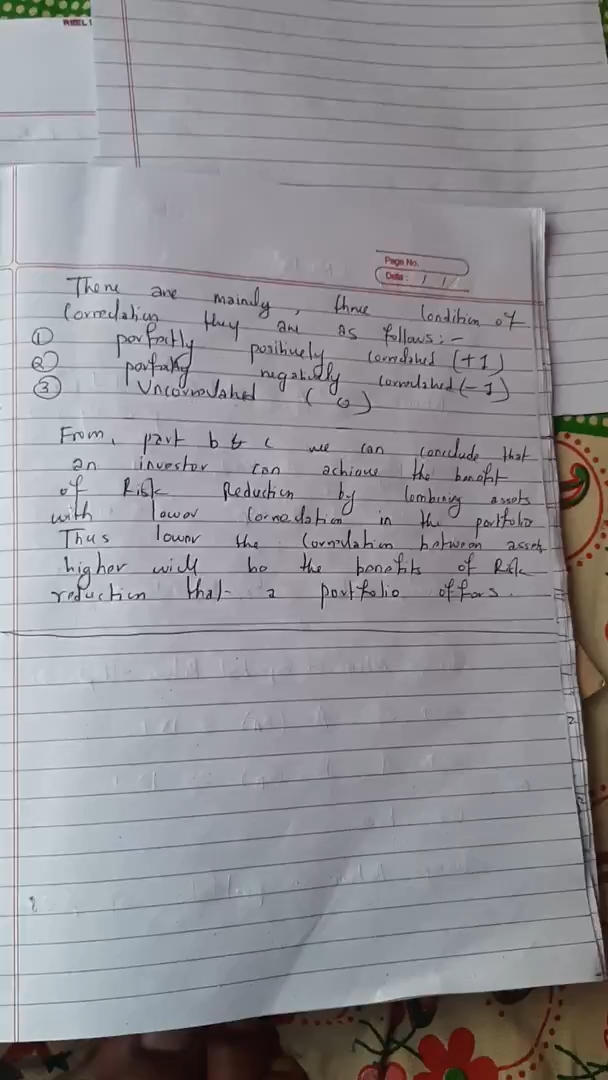 REEL
Page No.
Date : / /
There are mainly, three Condition of
Correlation they are as follows:-
① perfectly positively correlated (+1)
② perfectly negatively correlated (-1)
③ Uncorrelated (0)
From, part b & c we can conclude that
an investor can achieve the benefit
of Risk Reduction by Combining assets
with lower Correlation in the portfolio
Thus lower the Correlation between assets
higher will be the benefits of Risk
reduction that a portfolio offers.